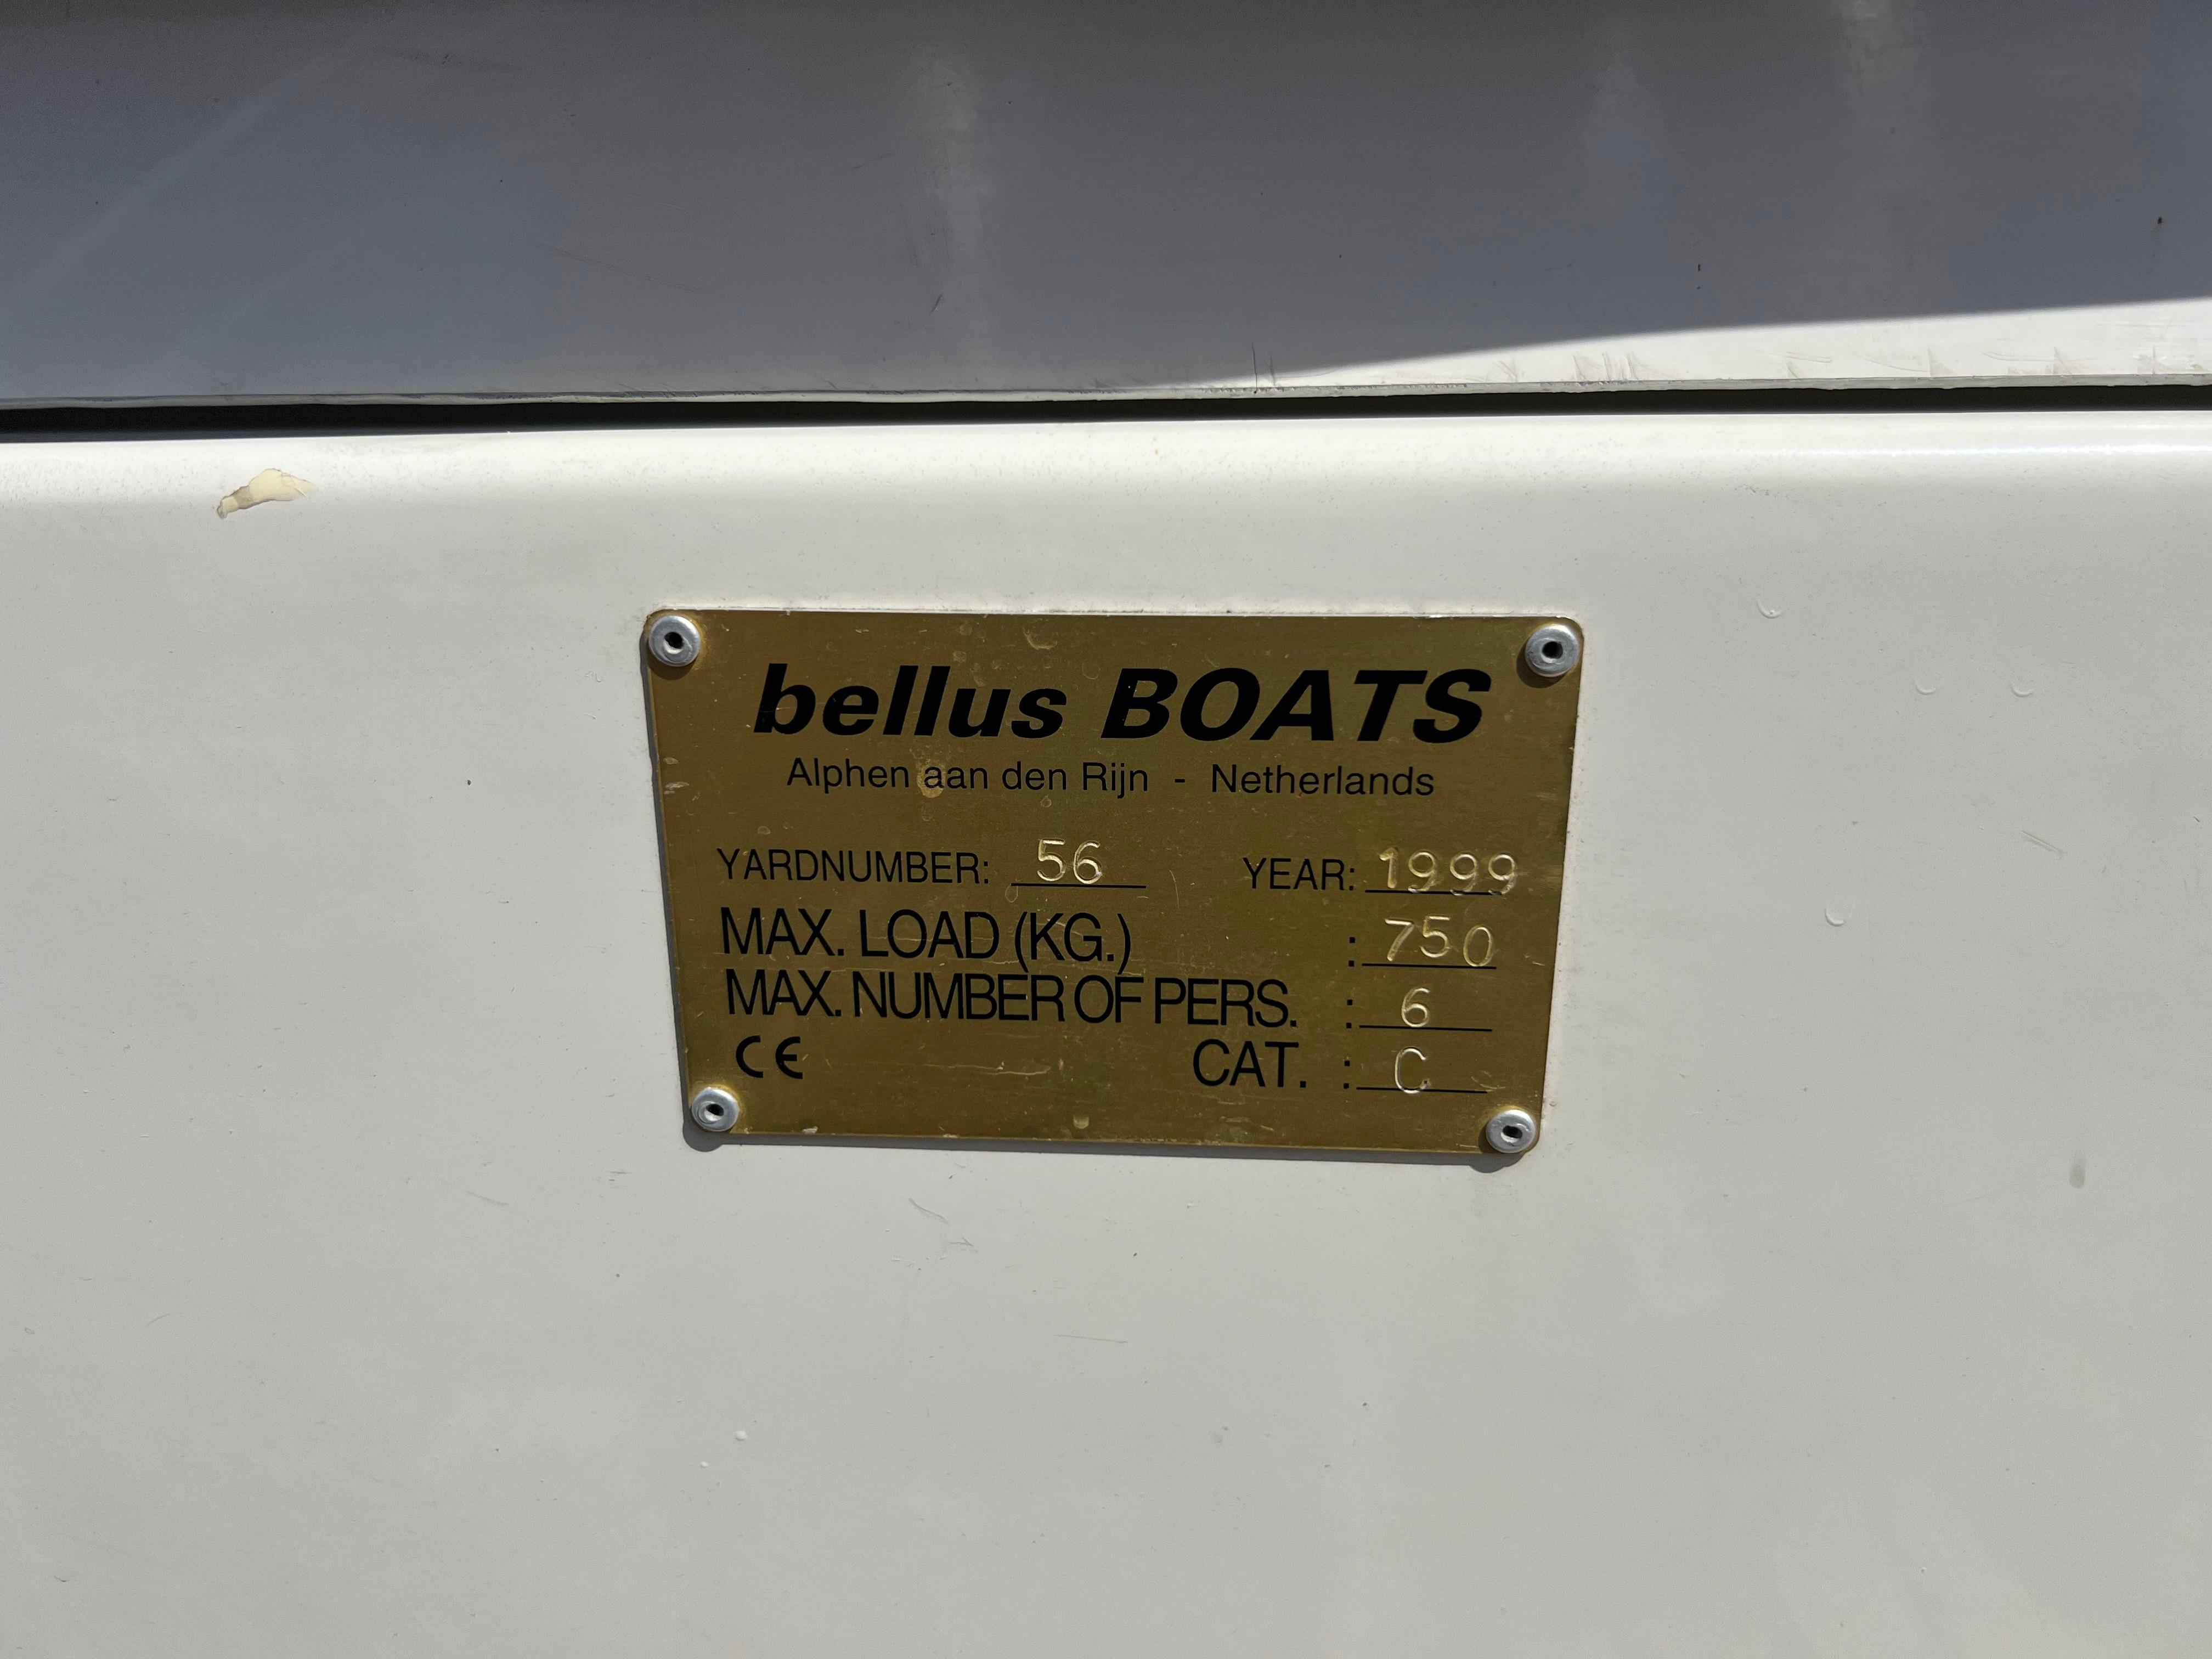 bellus BOATS
Alphen aan den Rijn - Netherlands
YARDNUMBER: 56 YEAR: 1999
MAX. LOAD (KG.) : 750
MAX. NUMBER OF PERS. : 6
CE CAT. : C